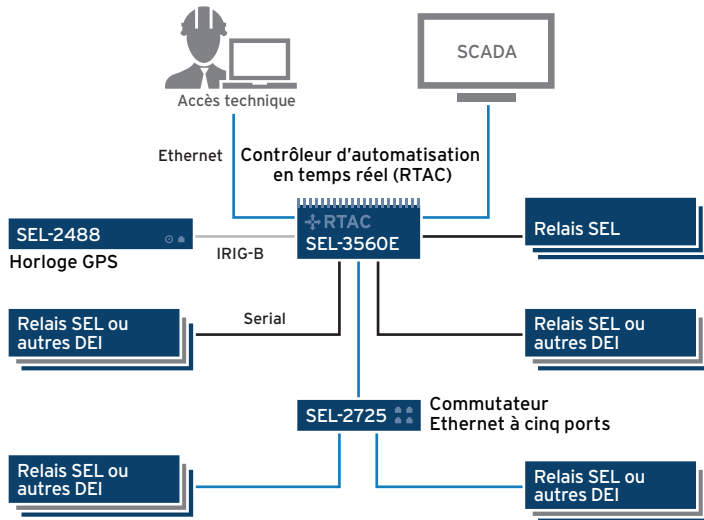 SCADA
Accès technique
Ethernet
Contrôleur d'automatisation
en temps réel (RTAC)
RTAC
SEL-3560E
SEL-2488
Horloge GPS
IRIG-B
Relais SEL
Relais SEL ou
autres DEI
Serial
Relais SEL ou
autres DEI
SEL-2725
Commutateur
Ethernet à cinq ports
Relais SEL ou
autres DEI
Relais SEL ou
autres DEI